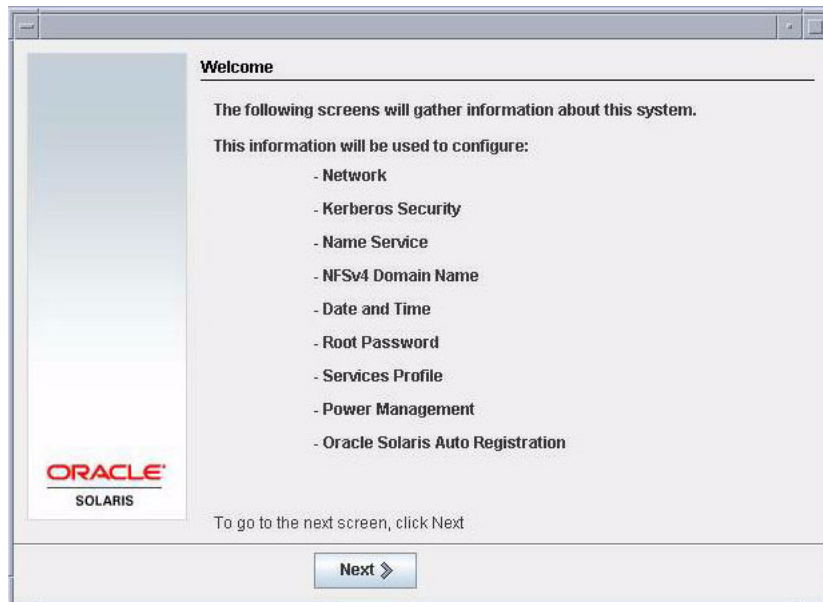 Welcome
The following screens will gather information about this system.
This information will be used to configure:
- Network
- Kerberos Security
- Name Service
- NFSv4 Domain Name
- Date and Time
- Root Password
- Services Profile
- Power Management
- Oracle Solaris Auto Registration
ORACLE
SOLARIS
To go to the next screen, click Next
Next